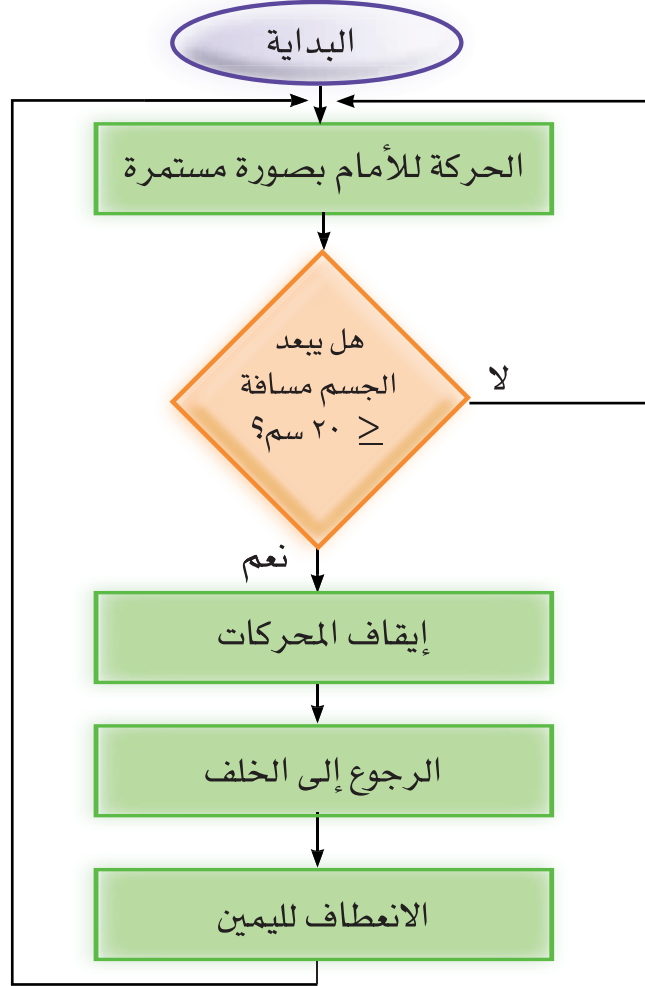 البداية
الحركة للأمام بصورة مستمرة
هل يبعد
الجسم مسافة
≥ ٢٠ سم؟
لا
نعم
إيقاف المحركات
الرجوع إلى الخلف
الانعطاف لليمين